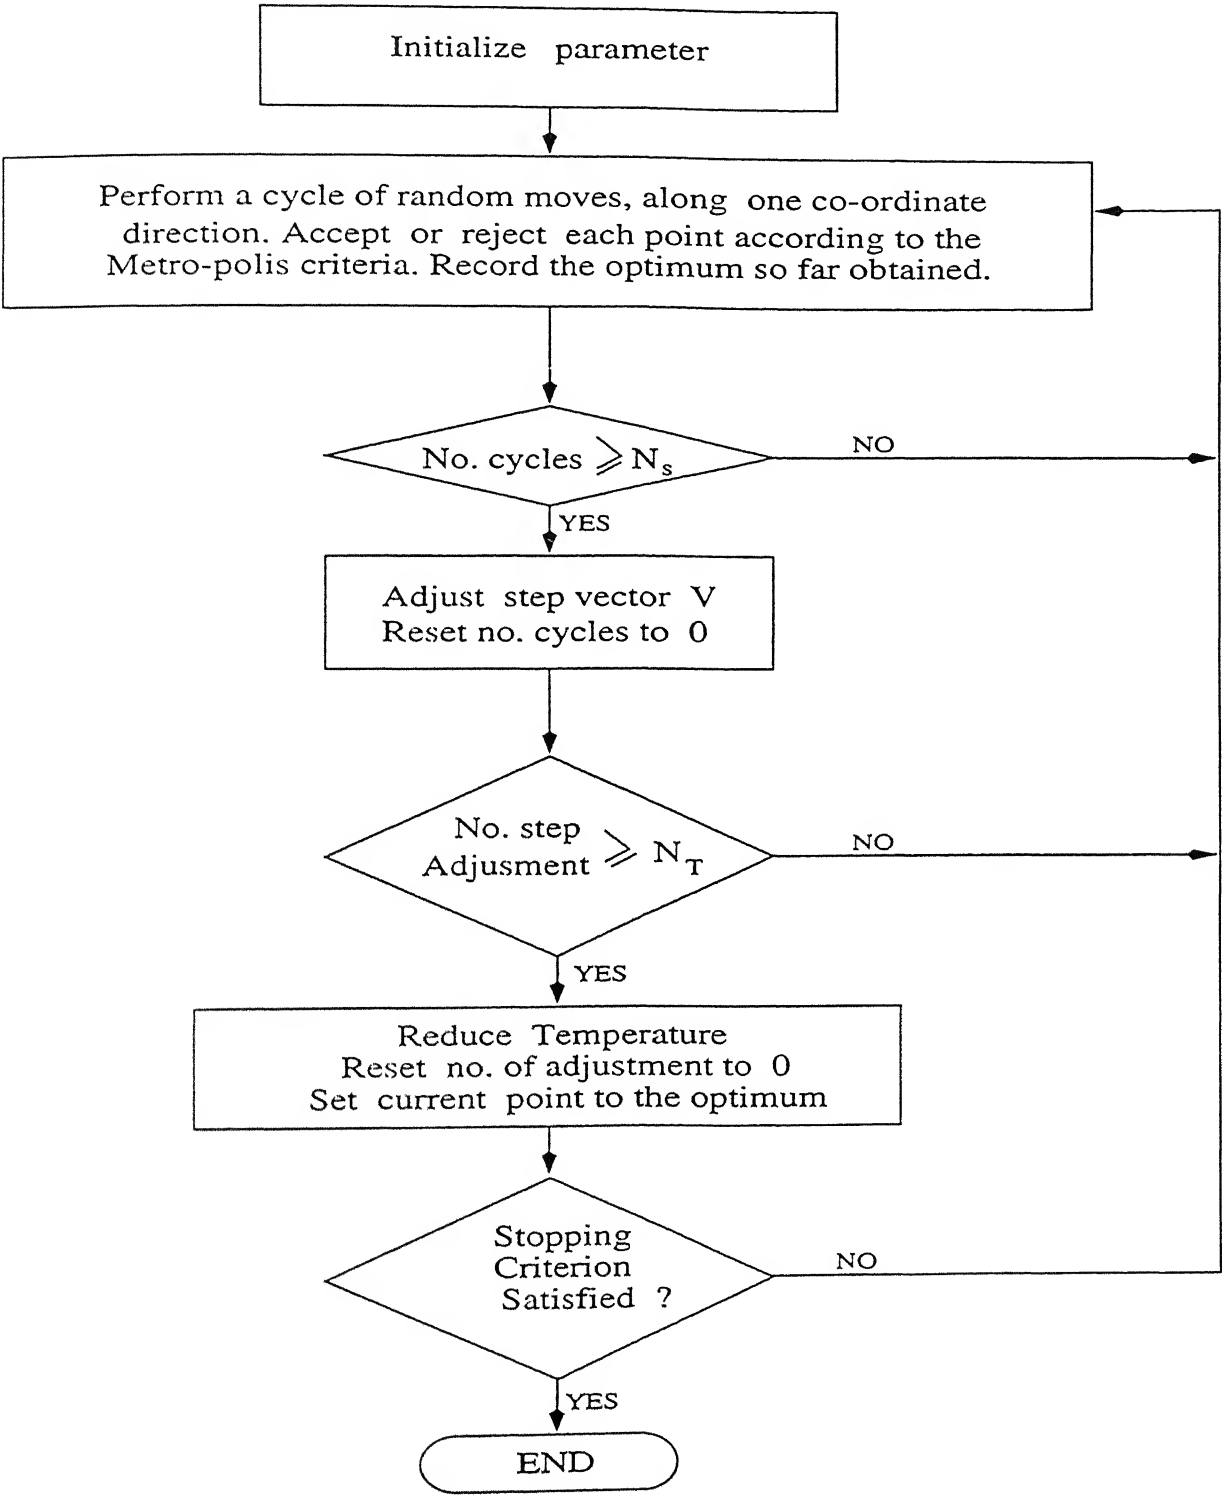 Initialize parameter
Perform a cycle of random moves, along one co-ordinate
direction. Accept or reject each point according to the
Metro-polis criteria. Record the optimum so far obtained.
No. cycles ⩾ Ns
NO
YES
Adjust step vector V
Reset no. cycles to 0
No. step
Adjusment ⩾ NT
NO
YES
Reduce Temperature
Reset no. of adjustment to 0
Set current point to the optimum
Stopping
Criterion
Satisfied ?
NO
YES
END